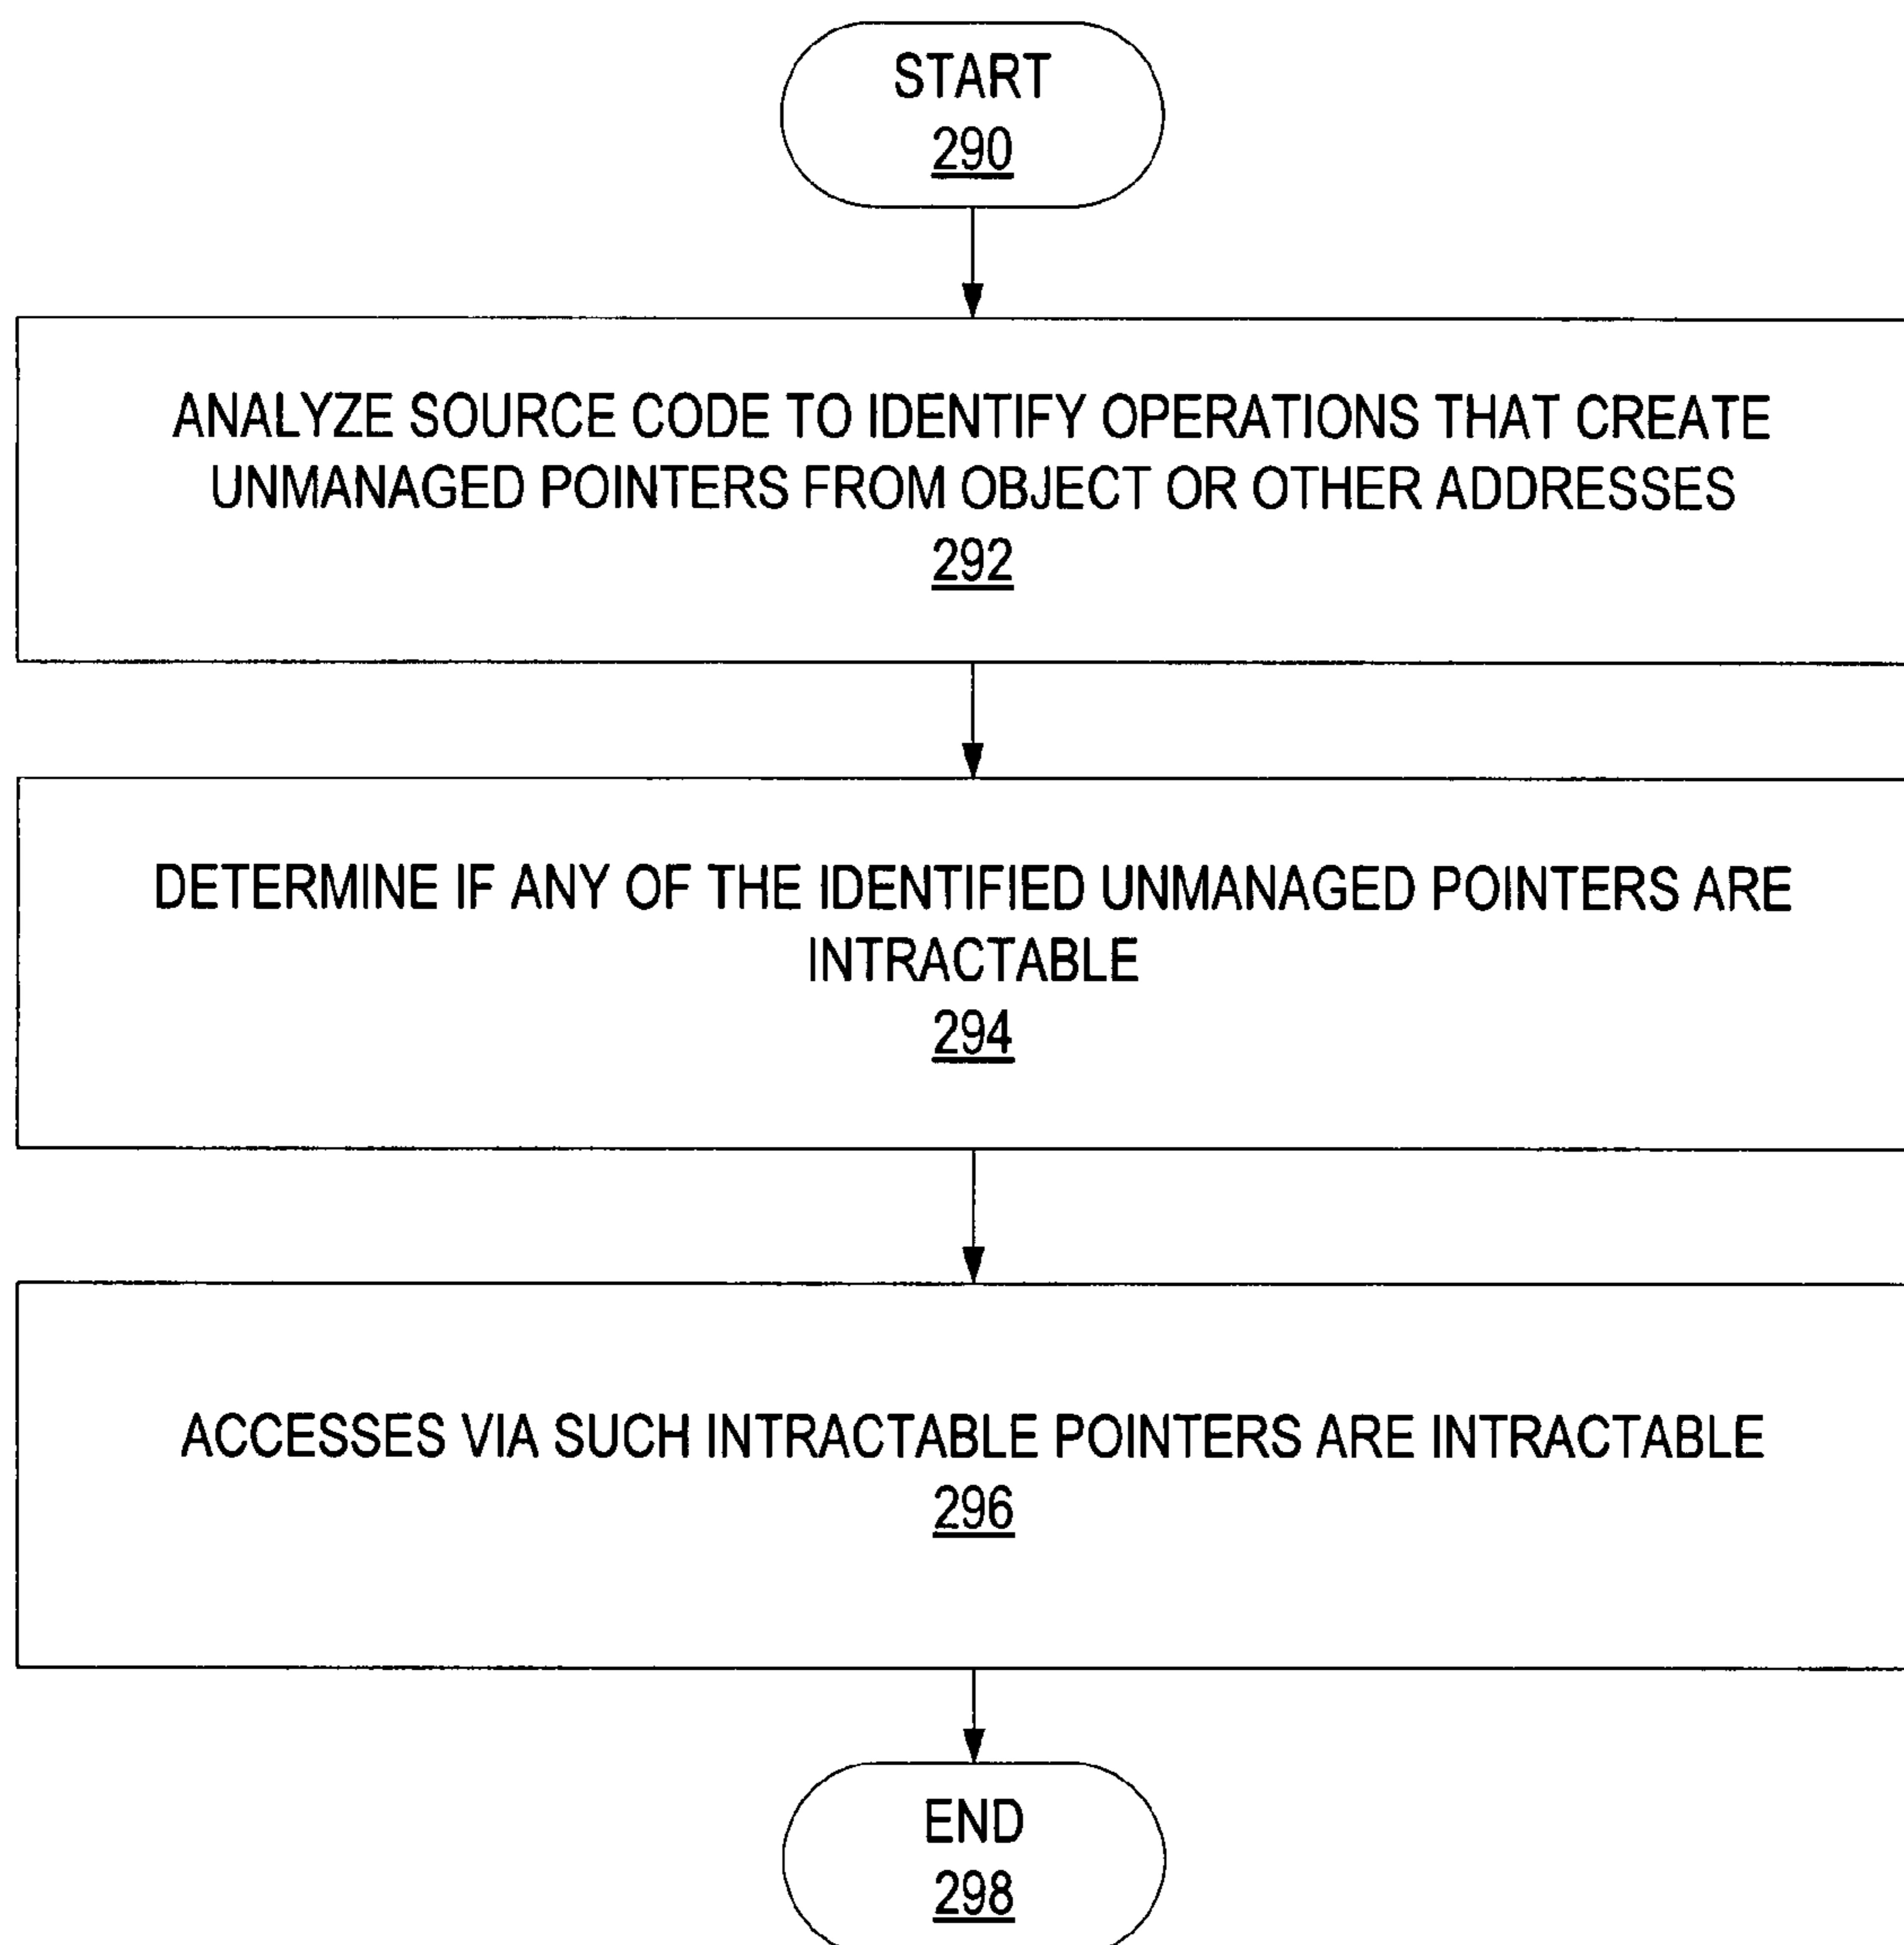 START
290
ANALYZE SOURCE CODE TO IDENTIFY OPERATIONS THAT CREATE
UNMANAGED POINTERS FROM OBJECT OR OTHER ADDRESSES
292
DETERMINE IF ANY OF THE IDENTIFIED UNMANAGED POINTERS ARE
INTRACTABLE
294
ACCESSES VIA SUCH INTRACTABLE POINTERS ARE INTRACTABLE
296
END
298